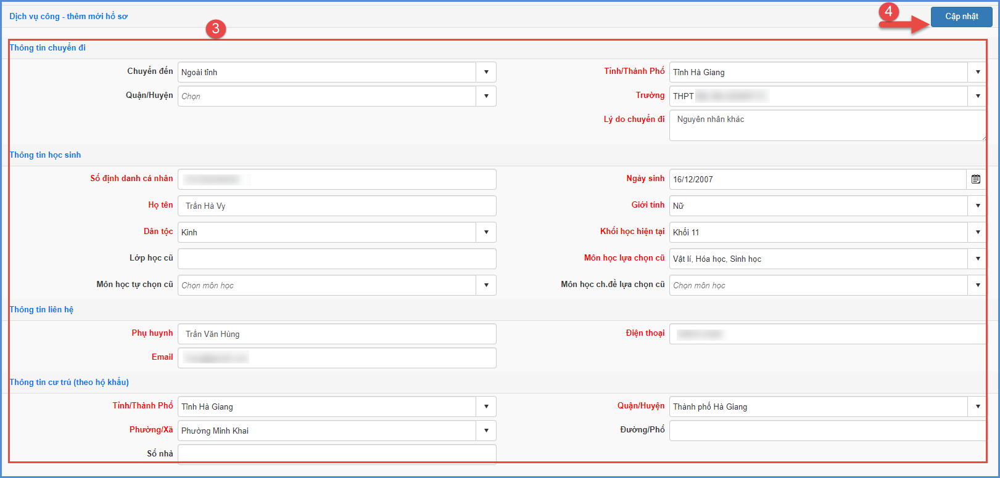 Dịch vụ công - thêm mới hồ sơ
4
Cập nhật
3
Thông tin chuyển đi
Chuyển đến Ngoài tỉnh Tỉnh/Thành Phố Tỉnh Hà Giang
Quận/Huyện Chọn Trường THPT
Lý do chuyển đi Nguyên nhân khác
Thông tin học sinh
Số định danh cá nhân Ngày sinh 16/12/2007
Họ tên Trần Hà Vy Giới tính Nữ
Dân tộc Kinh Khối học hiện tại Khối 11
Lớp học cũ Môn học lựa chọn cũ Vật lí, Hóa học, Sinh học
Môn học tự chọn cũ Chọn môn học Môn học ch.đề lựa chọn cũ Chọn môn học
Thông tin liên hệ
Phụ huynh Trần Văn Hùng Điện thoại
Email
Thông tin cư trú (theo hộ khẩu)
Tỉnh/Thành Phố Tỉnh Hà Giang Quận/Huyện Thành phố Hà Giang
Phường/Xã Phường Minh Khai Đường/Phố
Số nhà